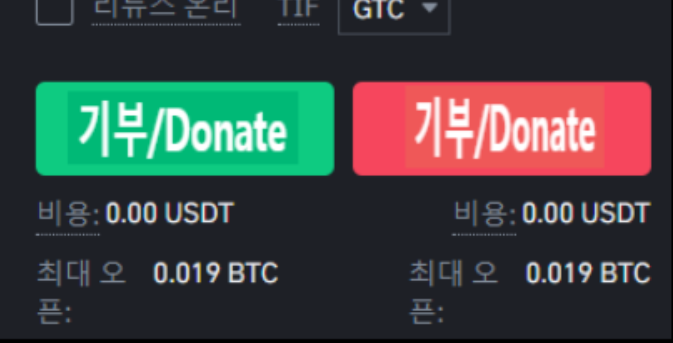 리듀스 온리 TIF GTC
기부/Donate 기부/Donate
비용: 0.00 USDT 비용: 0.00 USDT
최대 오 0.019 BTC 최대 오 0.019 BTC
픈: 픈: